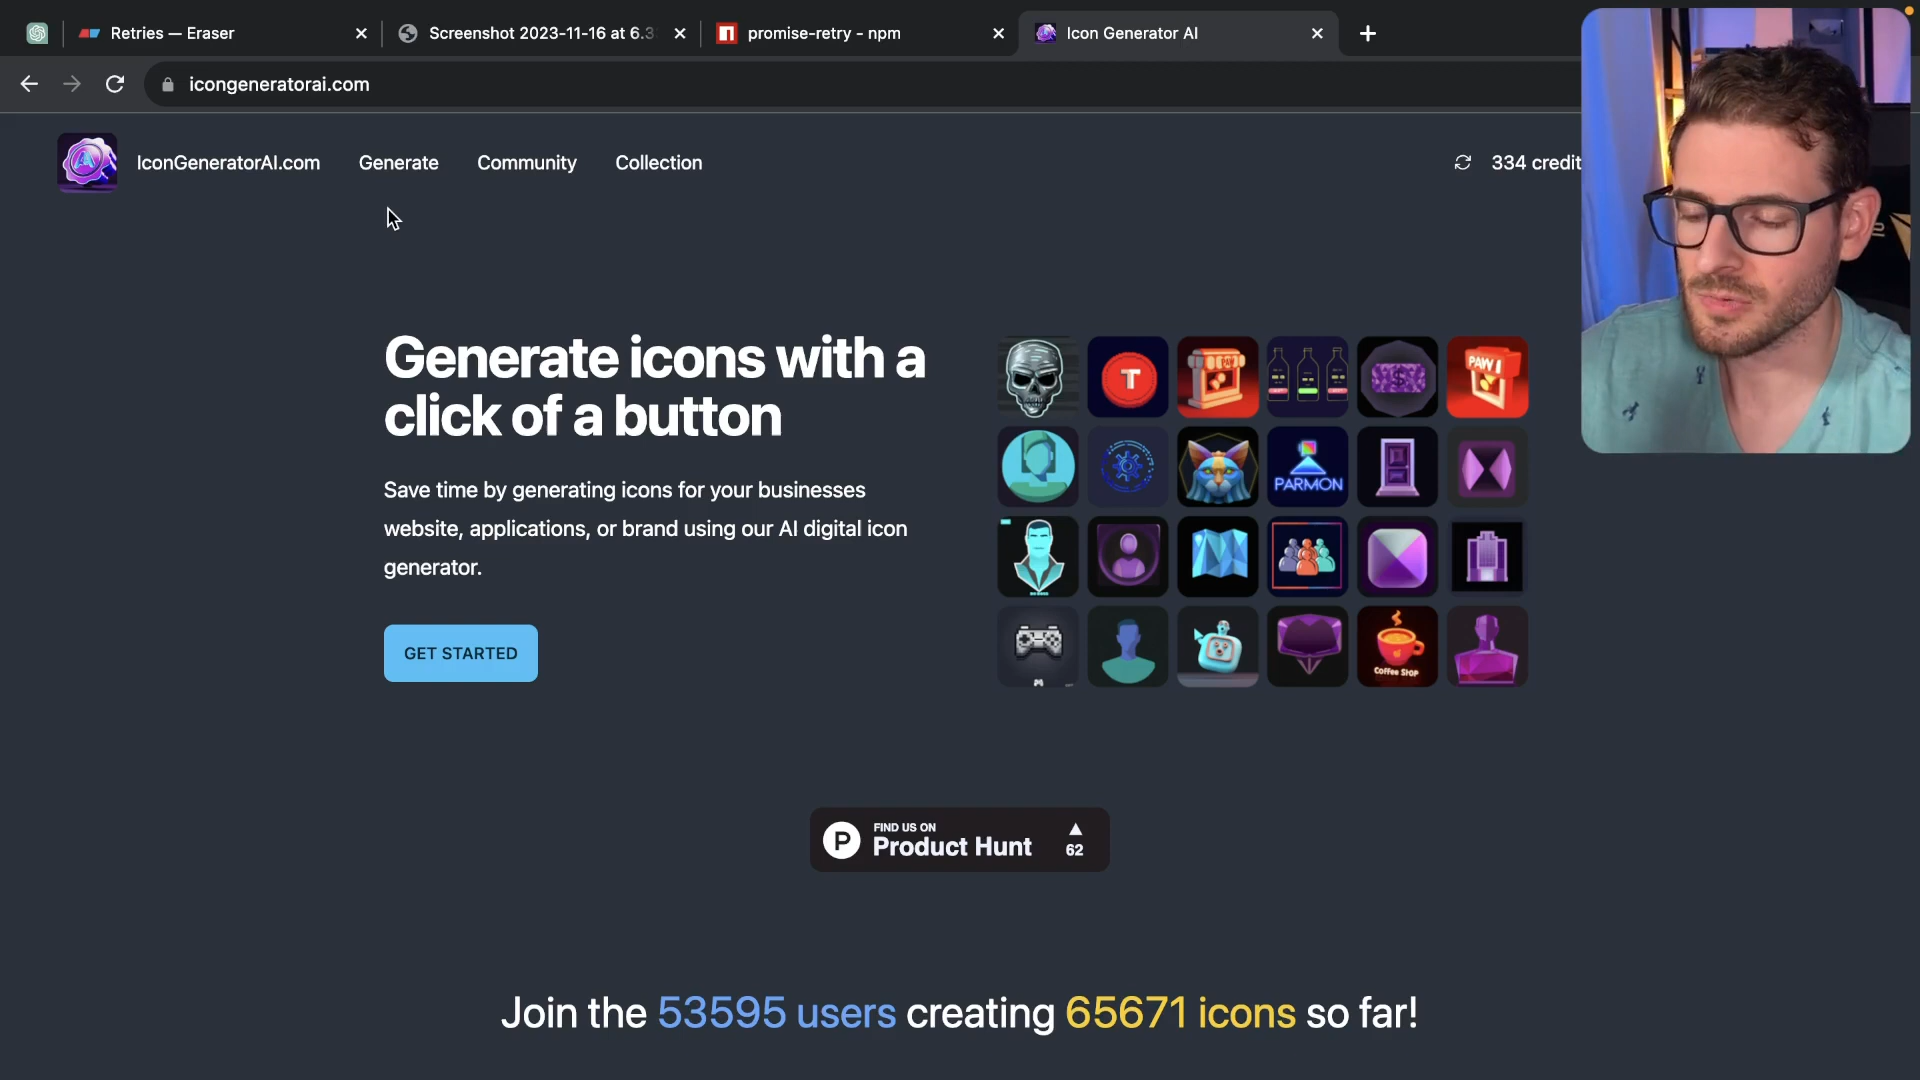 Retries — Eraser
Screenshot 2023-11-16 at 6.3
promise-retry - npm
Icon Generator AI
icongeneratorai.com
IconGeneratorAI.com
Generate
Community
Collection
334 credit
Generate icons with a
click of a button
Save time by generating icons for your businesses
website, applications, or brand using our AI digital icon
generator.
GET STARTED
T
PAW
PAW I
PARMON
COFFEE STOP
FIND US ON
Product Hunt
62
Join the 53595 users creating 65671 icons so far!